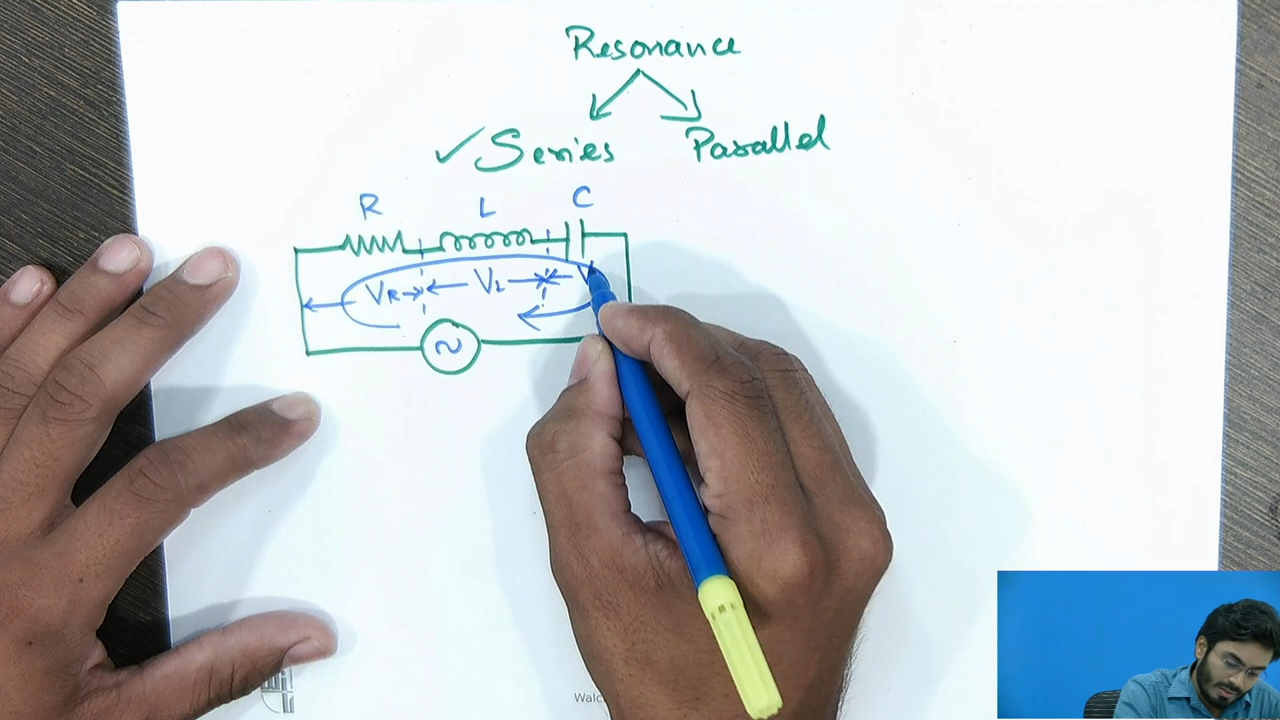 Resonance
✓ Series Parallel
R L C
VR VL V
~